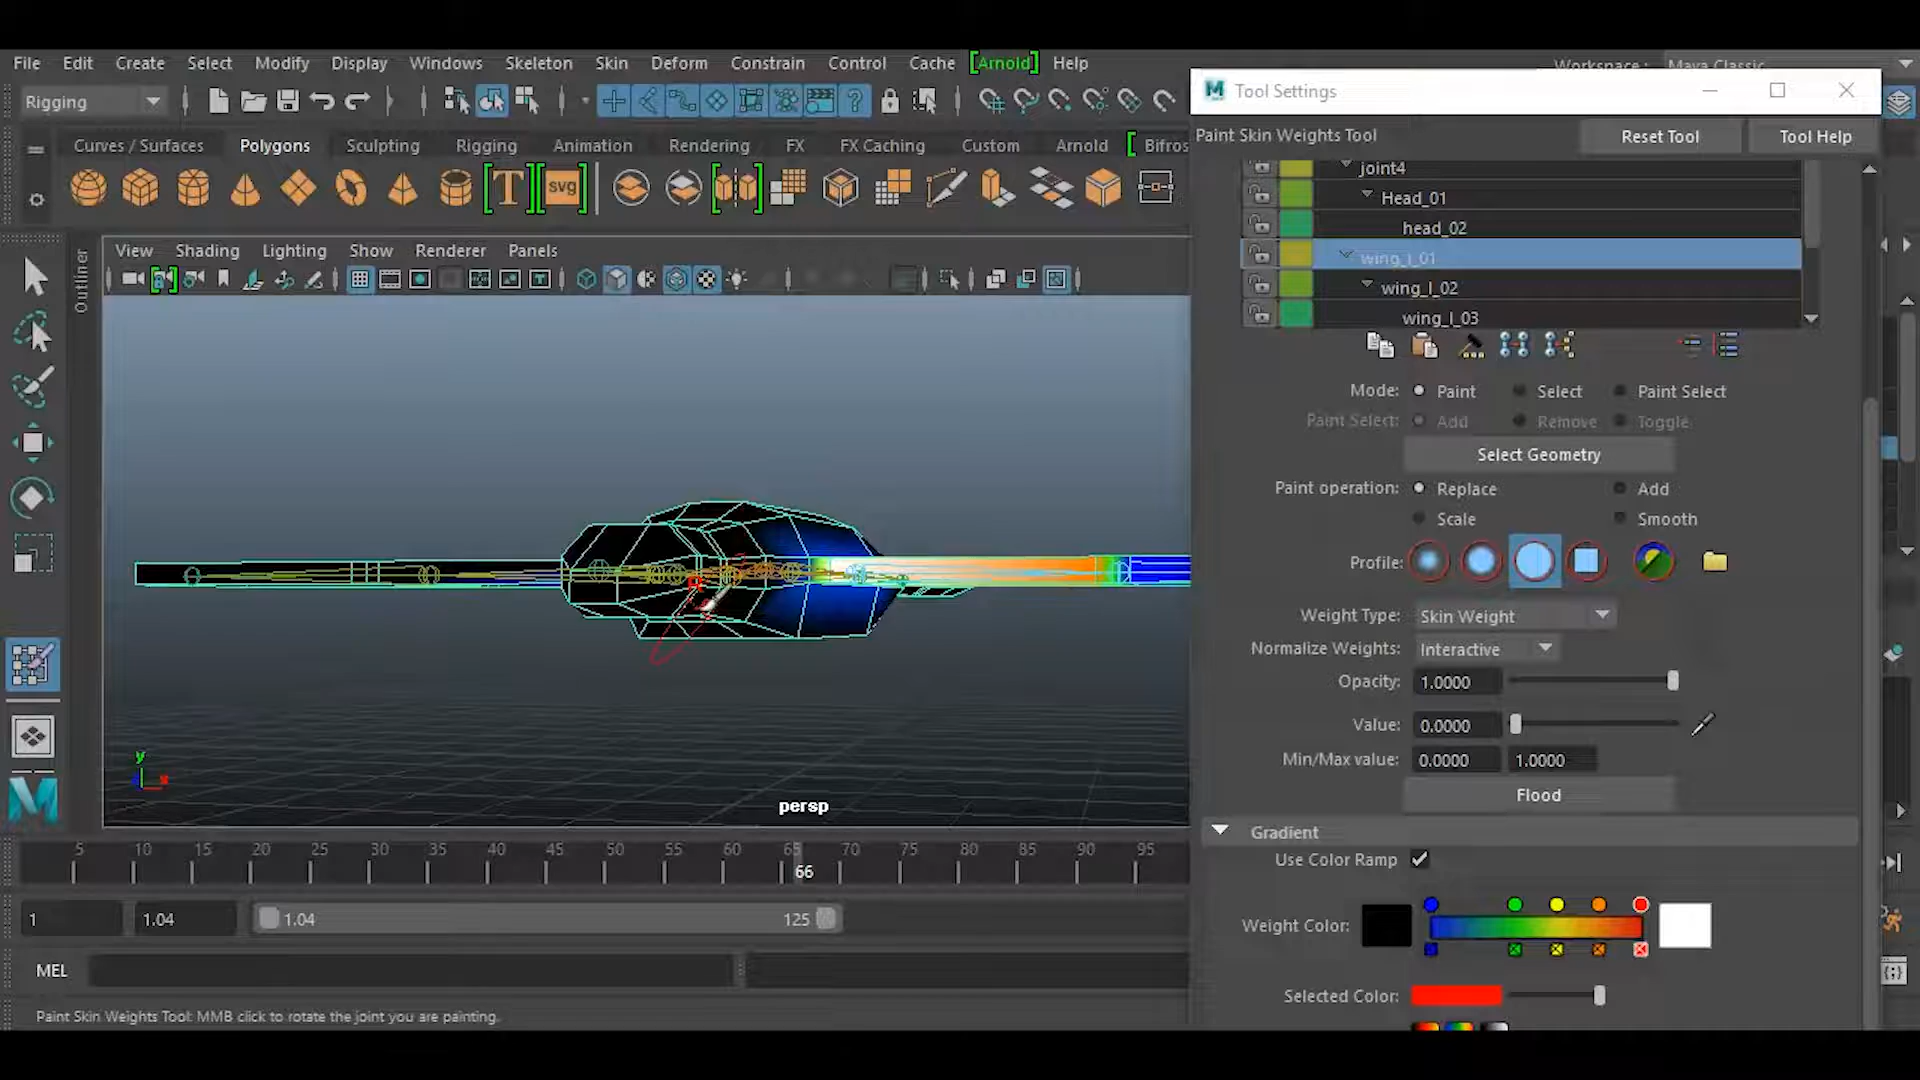 File Edit Create Select Modify Display Windows Skeleton Skin Deform Constrain Control Cache [Arnold] Help
Workspace : Maya Classic
Tool Settings
Rigging
Paint Skin Weights Tool Reset Tool Tool Help
Curves / Surfaces Polygons Sculpting Rigging Animation Rendering FX FX Caching Custom Arnold Bifros
T svg
joint4
Head_01
head_02
wing_l_01
wing_l_02
wing_l_03
Outliner
View Shading Lighting Show Renderer Panels
Mode: Paint Select Paint Select
Paint Select: Add Remove Toggle
Select Geometry
Paint operation: Replace Add
Scale Smooth
Profile:
Weight Type: Skin Weight
Normalize Weights: Interactive
Opacity: 1.0000
Value: 0.0000
Min/Max value: 0.0000 1.0000
Flood
Gradient
Use Color Ramp
Weight Color:
Selected Color:
y
x
persp
5 10 15 20 25 30 35 40 45 50 55 60 65 70 75 80 85 90 95
66
1 1.04 1.04 125
MEL
Paint Skin Weights Tool: MMB click to rotate the joint you are painting.